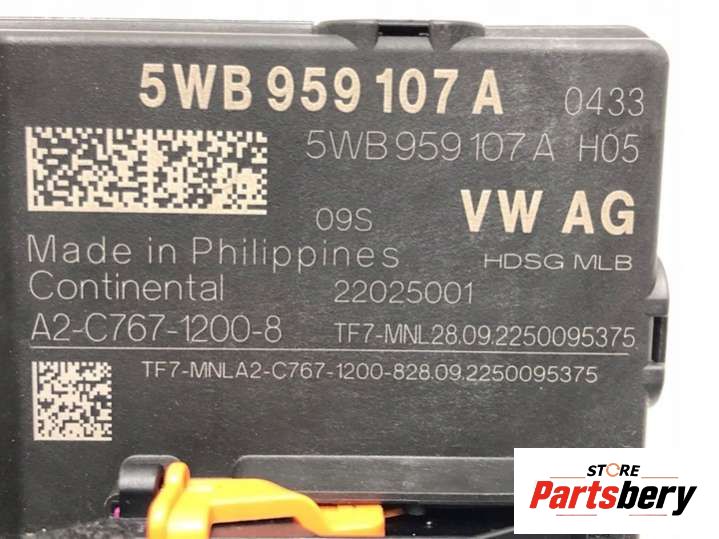 5WB 959 107 A 0433
5WB 959 107 A H05
09S VW AG
Made in Philippines HDSG MLB
Continental 22025001
A2-C767-1200-8 TF7-MNL28.09.2250095375
TF7-MNLA2-C767-1200-828.09.2250095375
STORE
Partsbery